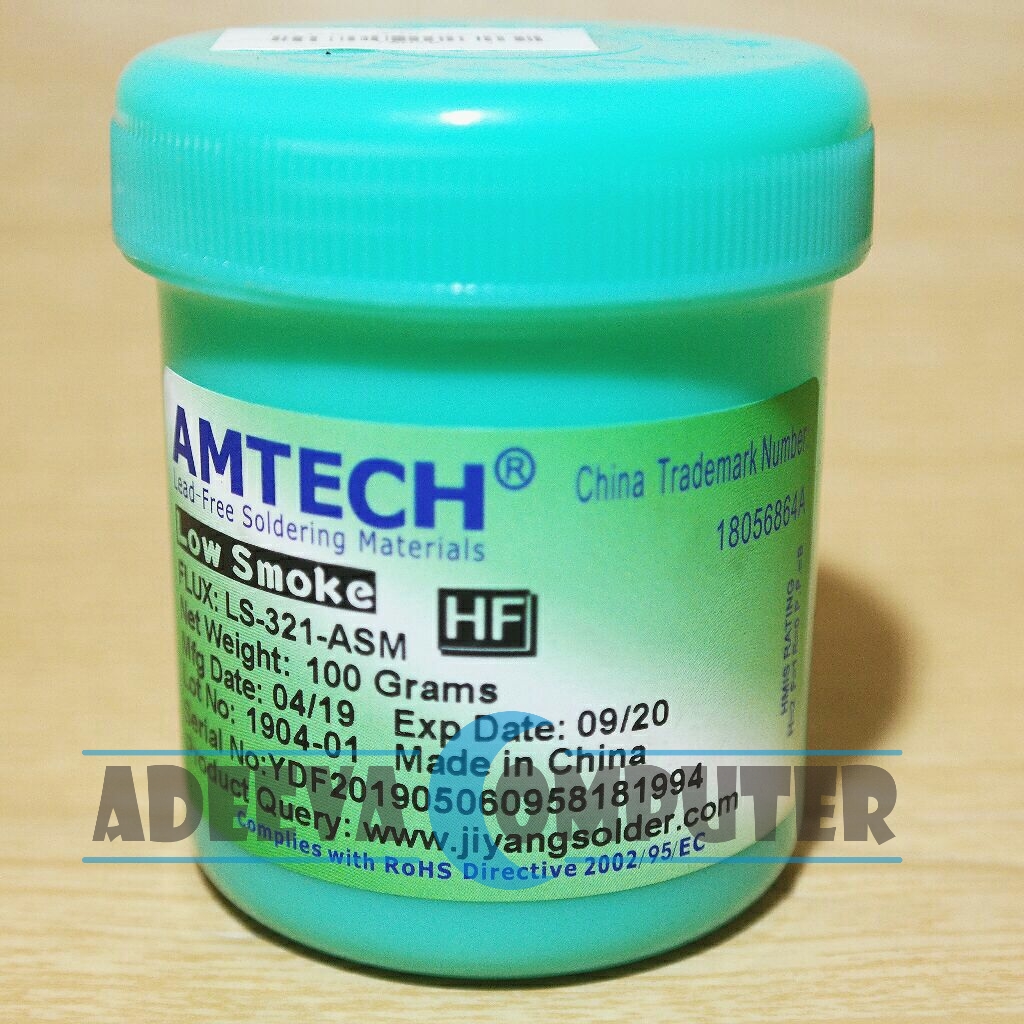 AMTECH®
Lead-Free Soldering Materials
Low Smoke
HF
FLUX: LS-321-ASM
Net Weight: 100 Grams
Mfg Date: 04/19 Exp Date: 09/20
Lot No: 1904-01 Made in China
Serial No:YDF201905060958181994
Product Query: www.jiyangsolder.com
Complies with RoHS Directive 2002/95/EC
China Trademark Number
18056864A
HMIS RATING
COMPUTER